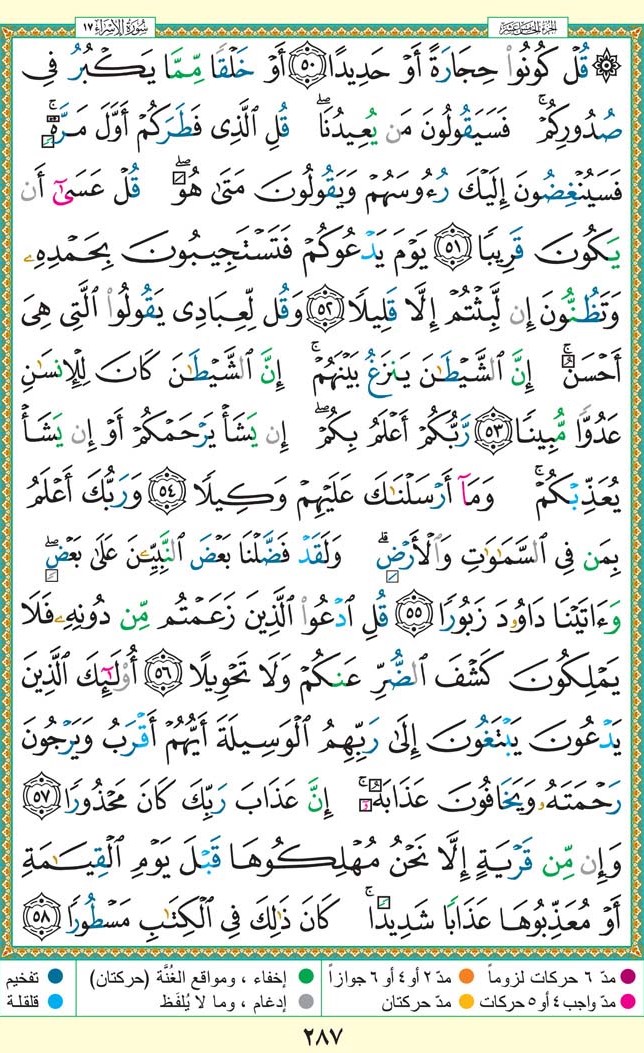 الجزء الخامس عشر سورة الإسراء ١٧
۞ قُل كُونُوا۟ حِجَارَةً أَوْ حَدِيدًا ٥٠ أَوْ خَلْقًا مِّمَّا يَكْبُرُ فِى
صُدُورِكُمْ ۚ فَسَيَقُولُونَ مَن يُعِيدُنَا ۖ قُلِ ٱلَّذِى فَطَرَكُمْ أَوَّلَ مَرَّةٍ ۚ
فَسَيُنْغِضُونَ إِلَيْكَ رُءُوسَهُمْ وَيَقُولُونَ مَتَىٰ هُوَ ۖ قُلْ عَسَىٰٓ أَن
يَكُونَ قَرِيبًا ٥١ يَوْمَ يَدْعُوكُمْ فَتَسْتَجِيبُونَ بِحَمْدِهِۦ
وَتَظُنُّونَ إِن لَّبِثْتُمْ إِلَّا قَلِيلًا ٥٢ وَقُل لِّعِبَادِى يَقُولُوا۟ ٱلَّتِى هِىَ
أَحْسَنُ ۚ إِنَّ ٱلشَّيْطَٰنَ يَنزَغُ بَيْنَهُمْ ۚ إِنَّ ٱلشَّيْطَٰنَ كَانَ لِلْإِنسَٰنِ
عَدُوًّا مُّبِينًا ٥٣ رَّبُّكُمْ أَعْلَمُ بِكُمْ ۖ إِن يَشَأْ يَرْحَمْكُمْ أَوْ إِن يَشَأْ
يُعَذِّبْكُمْ ۚ وَمَآ أَرْسَلْنَٰكَ عَلَيْهِمْ وَكِيلًا ٥٤ وَرَبُّكَ أَعْلَمُ
بِمَن فِى ٱلسَّمَٰوَٰتِ وَٱلْأَرْضِ ۗ وَلَقَدْ فَضَّلْنَا بَعْضَ ٱلنَّبِيِّۦنَ عَلَىٰ بَعْضٍ ۖ
وَءَاتَيْنَا دَاوُۥدَ زَبُورًا ٥٥ قُلِ ٱدْعُوا۟ ٱلَّذِينَ زَعَمْتُم مِّن دُونِهِۦ فَلَا
يَمْلِكُونَ كَشْفَ ٱلضُّرِّ عَنكُمْ وَلَا تَحْوِيلًا ٥٦ أُو۟لَٰٓئِكَ ٱلَّذِينَ
يَدْعُونَ يَبْتَغُونَ إِلَىٰ رَبِّهِمُ ٱلْوَسِيلَةَ أَيُّهُمْ أَقْرَبُ وَيَرْجُونَ
رَحْمَتَهُۥ وَيَخَافُونَ عَذَابَهُۥٓ ۚ إِنَّ عَذَابَ رَبِّكَ كَانَ مَحْذُورًا ٥٧
وَإِن مِّن قَرْيَةٍ إِلَّا نَحْنُ مُهْلِكُوهَا قَبْلَ يَوْمِ ٱلْقِيَٰمَةِ
أَوْ مُعَذِّبُوهَا عَذَابًا شَدِيدًا ۚ كَانَ ذَٰلِكَ فِى ٱلْكِتَٰبِ مَسْطُورًا ٥٨
مدّ ٦ حركات لزوماً مدّ ٢ أو ٤ أو ٦ جوازاً إخفاء ، ومواقع الغُنَّة (حركتان) تفخيم
مدّ واجب ٤ أو ٥ حركات مدّ حركتان إدغام ، وما لا يُلفَظ قلقلة
٢٨٧